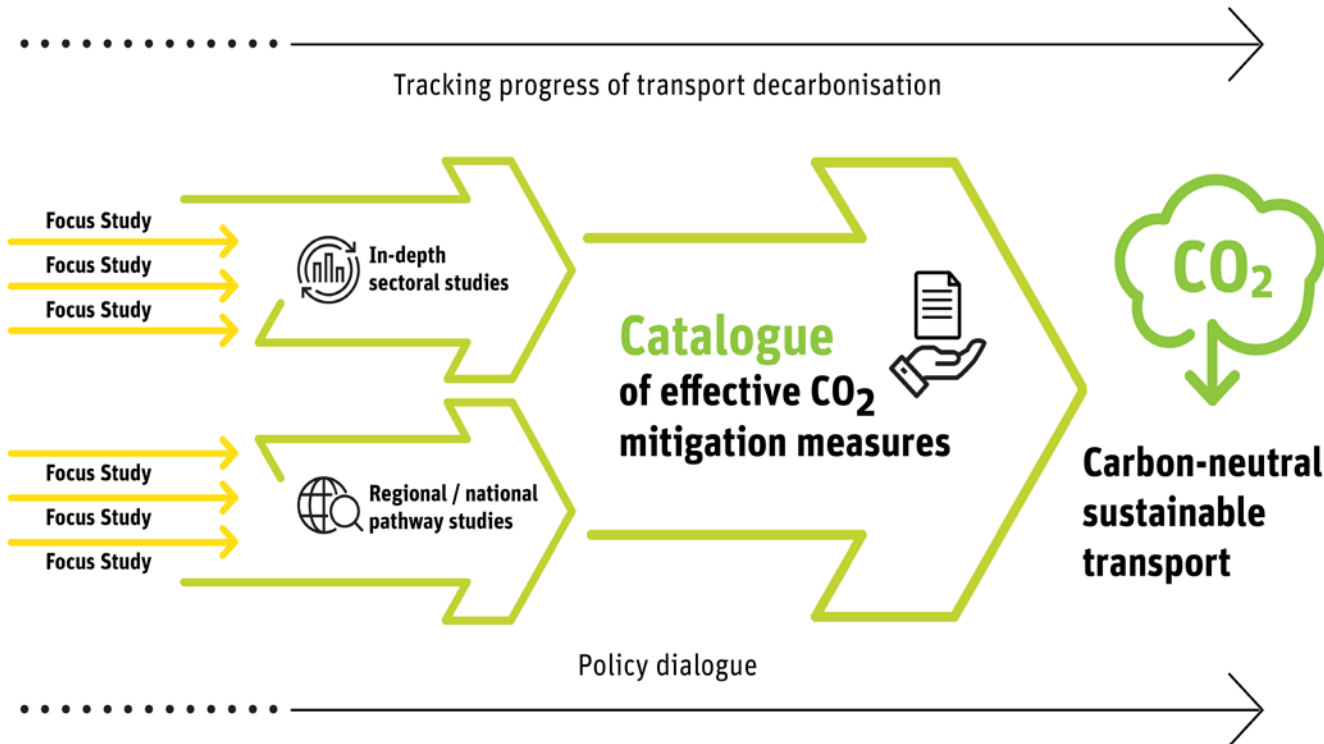 Tracking progress of transport decarbonisation
Focus Study
Focus Study
Focus Study
In-depth
sectoral studies
Focus Study
Focus Study
Focus Study
Regional / national
pathway studies
Catalogue
of effective CO₂
mitigation measures
CO₂
Carbon-neutral
sustainable
transport
Policy dialogue